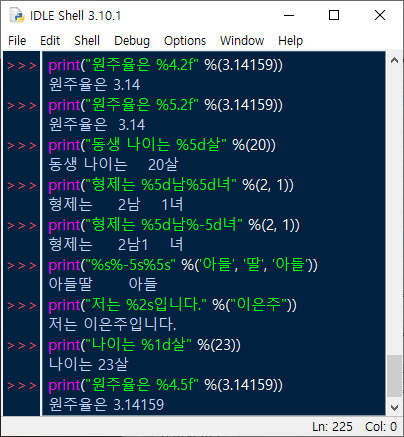 IDLE Shell 3.10.1
File Edit Shell Debug Options Window Help
>>> print("원주율은 %4.2f" %(3.14159))
원주율은 3.14
>>> print("원주율은 %5.2f" %(3.14159))
원주율은  3.14
>>> print("동생 나이는 %5d살" %(20))
동생 나이는    20살
>>> print("형제는 %5d남%5d녀" %(2, 1))
형제는     2남    1녀
>>> print("형제는 %5d남%-5d녀" %(2, 1))
형제는     2남1    녀
>>> print("%s%-5s%5s" %('아들', '딸', '아들'))
아들딸       아들
>>> print("저는 %2s입니다." %("이은주"))
저는 이은주입니다.
>>> print("나이는 %1d살" %(23))
나이는 23살
>>> print("원주율은 %4.5f" %(3.14159))
원주율은 3.14159
Ln: 225 Col: 0